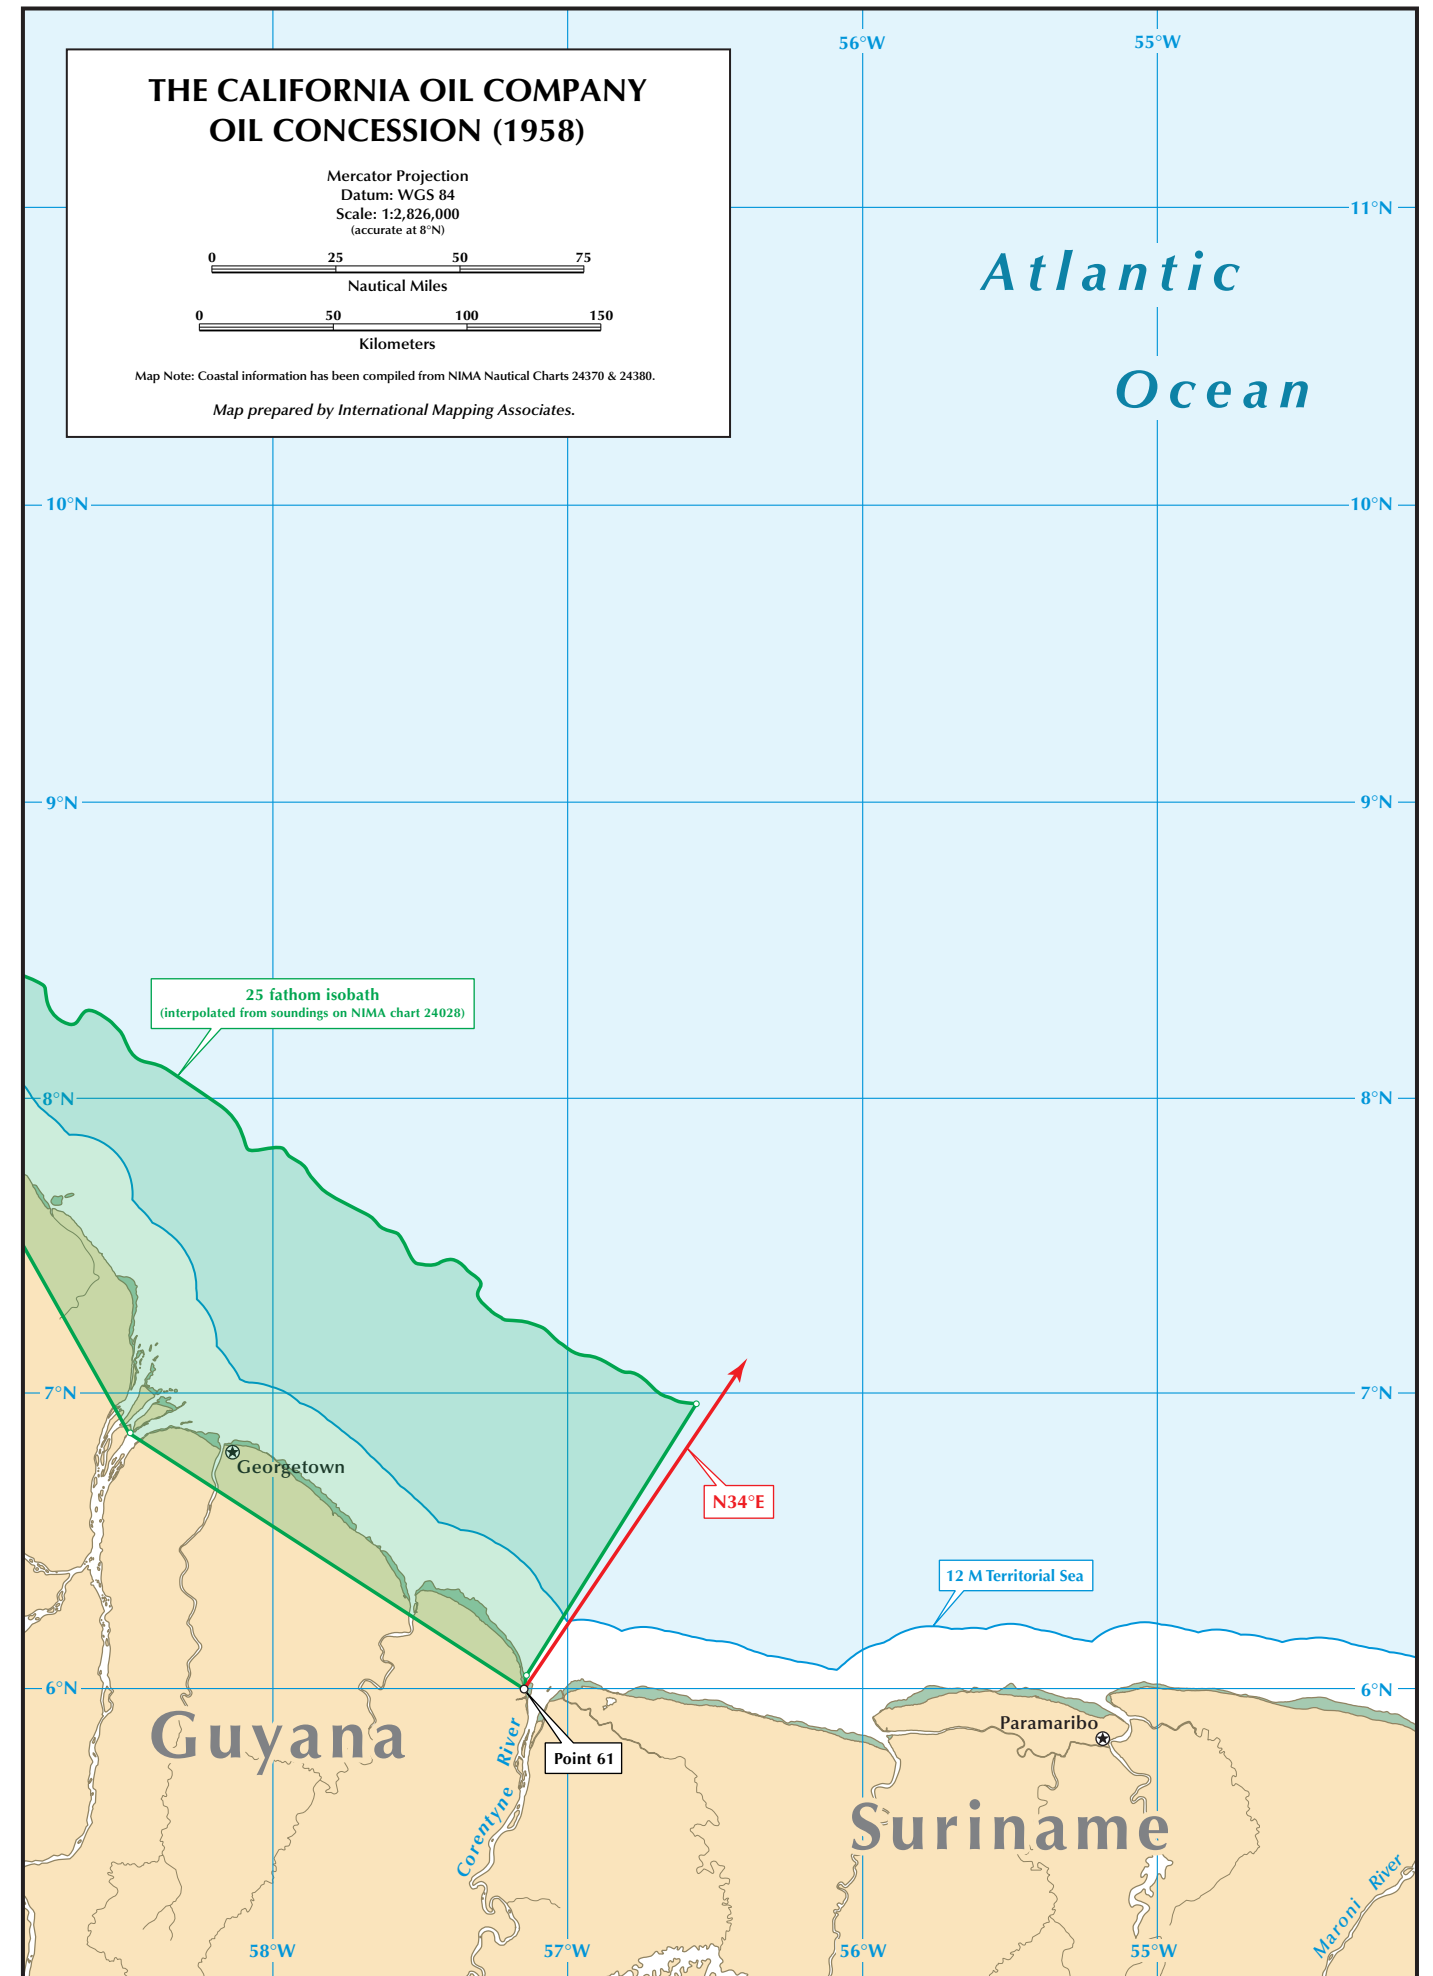 56°W
55°W
THE CALIFORNIA OIL COMPANY
OIL CONCESSION (1958)
Mercator Projection
Datum: WGS 84
Scale: 1:2,826,000
(accurate at 8°N)
0 25 50 75
Nautical Miles
0 50 100 150
Kilometers
Map Note: Coastal information has been compiled from NIMA Nautical Charts 24370 & 24380.
Map prepared by International Mapping Associates.
11°N
Atlantic
Ocean
10°N
10°N
9°N
9°N
25 fathom isobath
(interpolated from soundings on NIMA chart 24028)
8°N
8°N
7°N
7°N
Georgetown
N34°E
12 M Territorial Sea
6°N
6°N
Guyana
Corentyne River
Point 61
Paramaribo
Suriname
Maroni River
58°W
57°W
56°W
55°W